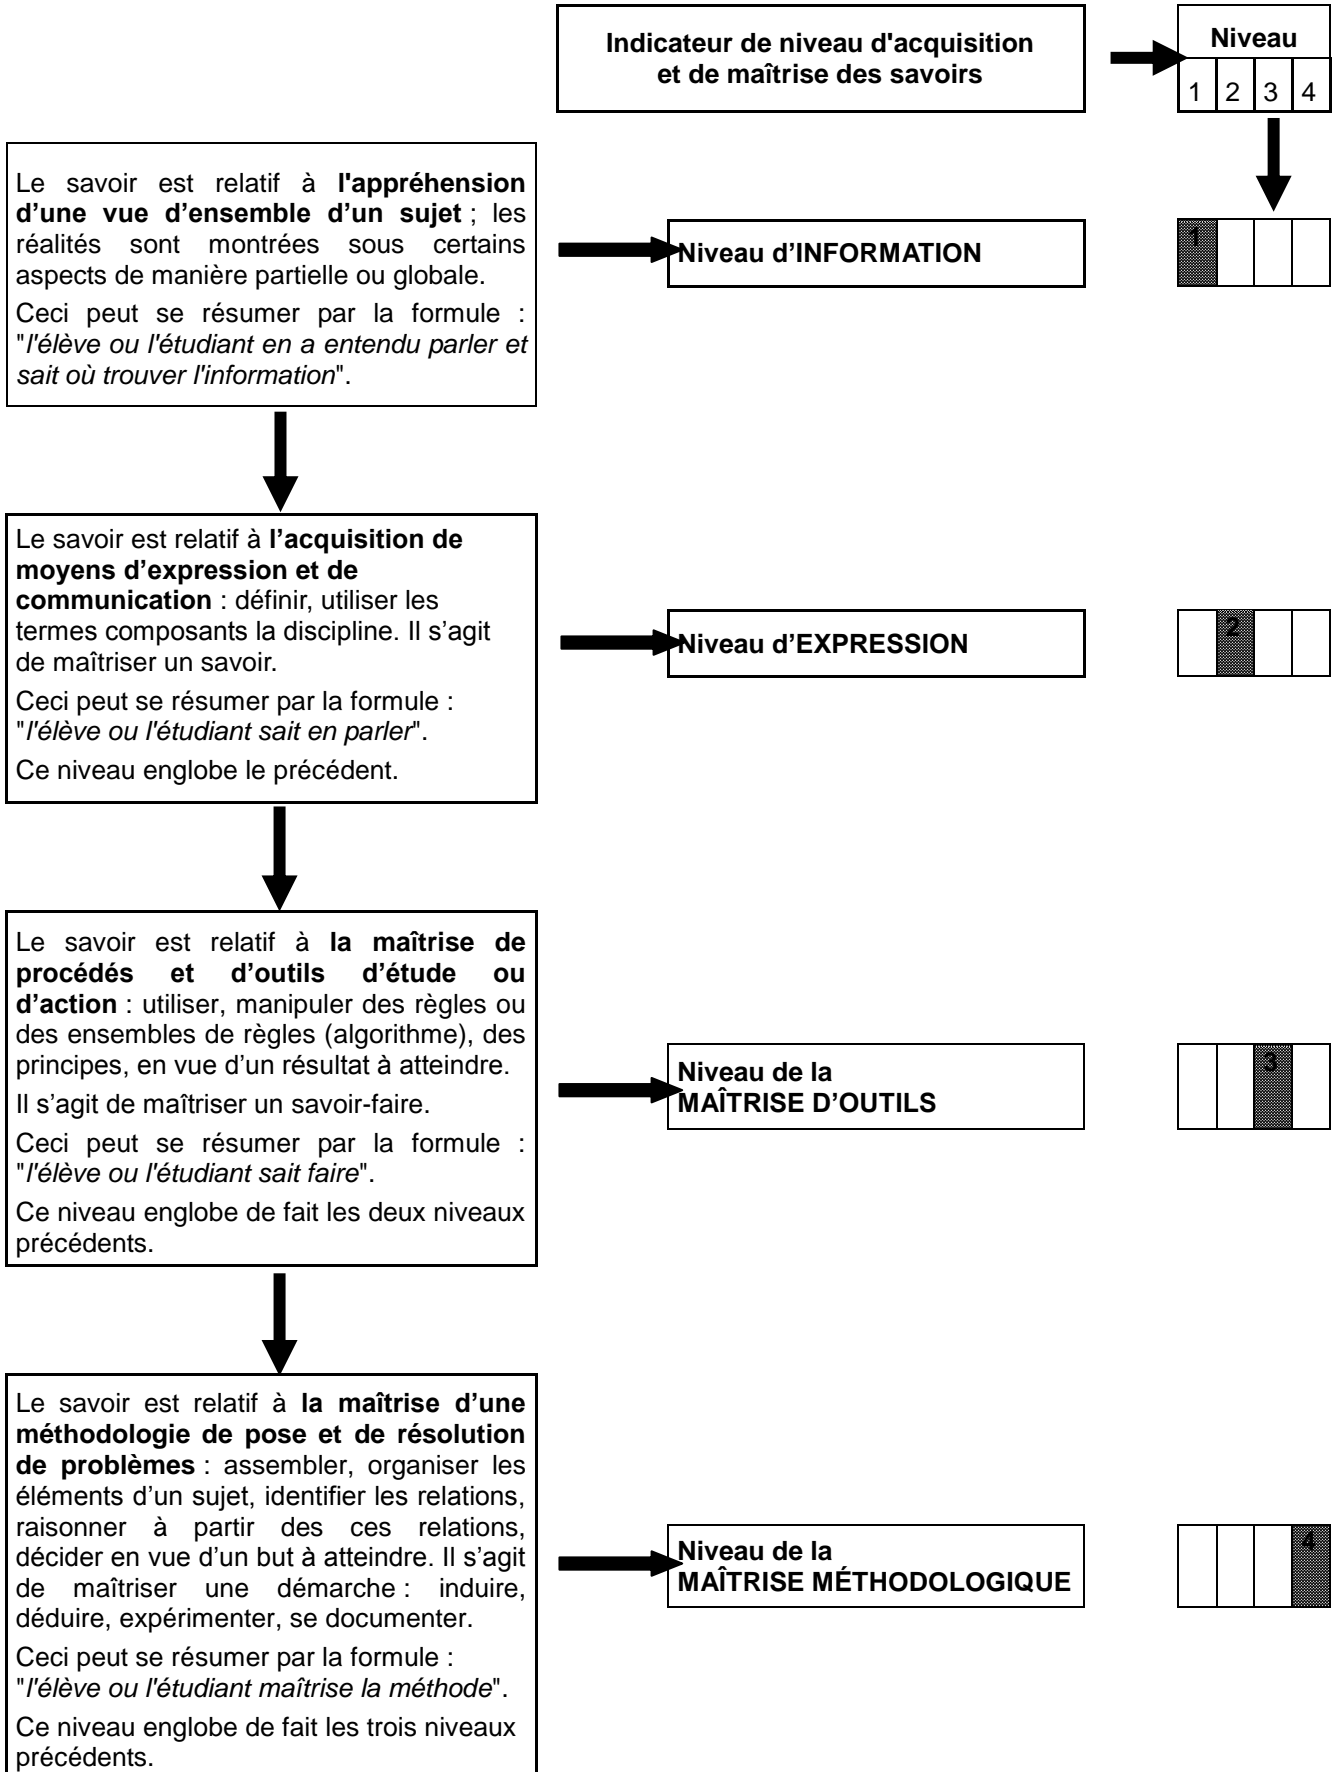 Indicateur de niveau d'acquisition
et de maîtrise des savoirs
Niveau
1 2 3 4
Le savoir est relatif à l'appréhension
d’une vue d’ensemble d’un sujet ; les
réalités sont montrées sous certains
aspects de manière partielle ou globale.
Ceci peut se résumer par la formule :
"l'élève ou l'étudiant en a entendu parler et
sait où trouver l'information".
Niveau d’INFORMATION
1
Le savoir est relatif à l’acquisition de
moyens d’expression et de
communication : définir, utiliser les
termes composants la discipline. Il s’agit
de maîtriser un savoir.
Ceci peut se résumer par la formule :
"l'élève ou l'étudiant sait en parler".
Ce niveau englobe le précédent.
Niveau d’EXPRESSION
2
Le savoir est relatif à la maîtrise de
procédés et d’outils d’étude ou
d’action : utiliser, manipuler des règles ou
des ensembles de règles (algorithme), des
principes, en vue d’un résultat à atteindre.
Il s’agit de maîtriser un savoir-faire.
Ceci peut se résumer par la formule :
"l'élève ou l'étudiant sait faire".
Ce niveau englobe de fait les deux niveaux
précédents.
Niveau de la
MAÎTRISE D’OUTILS
3
Le savoir est relatif à la maîtrise d’une
méthodologie de pose et de résolution
de problèmes : assembler, organiser les
éléments d’un sujet, identifier les relations,
raisonner à partir des ces relations,
décider en vue d’un but à atteindre. Il s’agit
de maîtriser une démarche : induire,
déduire, expérimenter, se documenter.
Ceci peut se résumer par la formule :
"l'élève ou l'étudiant maîtrise la méthode".
Ce niveau englobe de fait les trois niveaux
précédents.
Niveau de la
MAÎTRISE MÉTHODOLOGIQUE
4